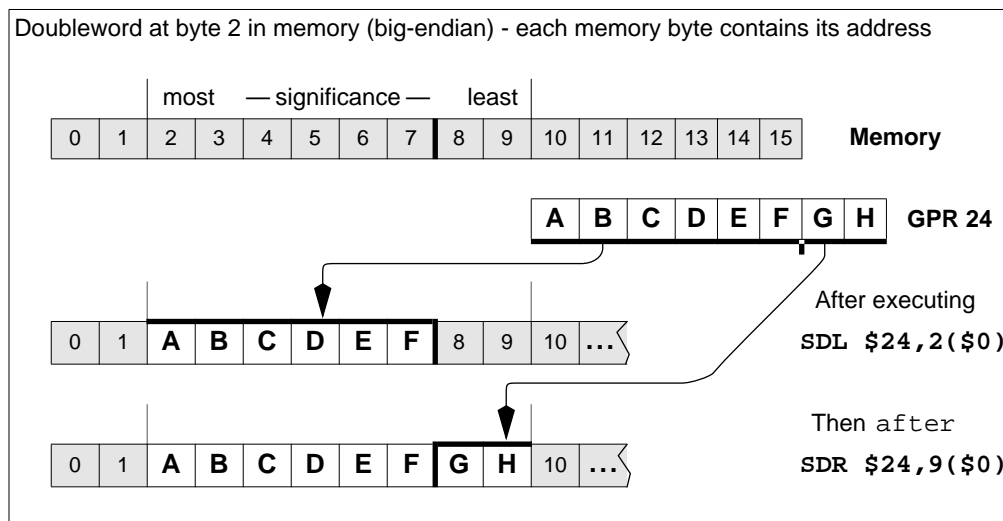 Doubleword at byte 2 in memory (big-endian) - each memory byte contains its address
most — significance — least
0 1 2 3 4 5 6 7 8 9 10 11 12 13 14 15 Memory
A B C D E F G H GPR 24
After executing
0 1 A B C D E F 8 9 10 ... SDL $24,2($0)
Then after
0 1 A B C D E F G H 10 ... SDR $24,9($0)